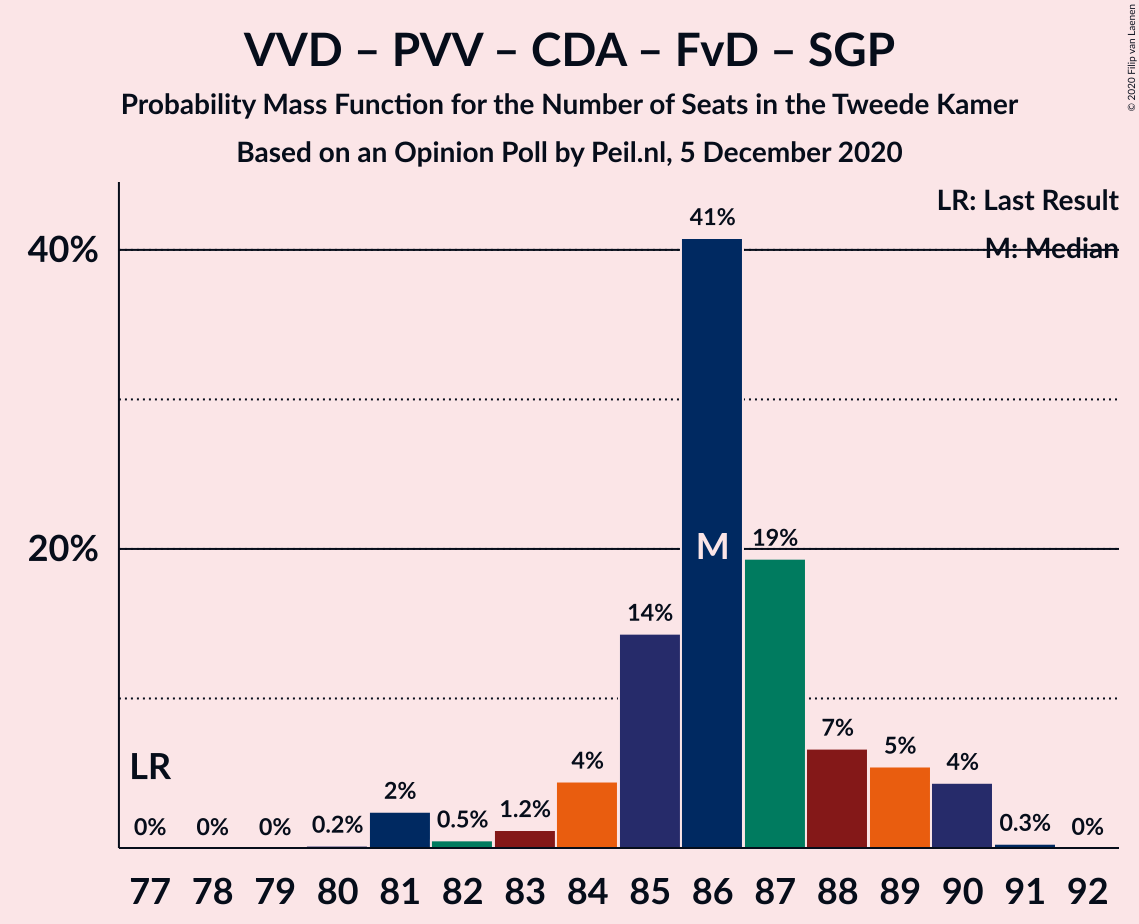 VVD – PVV – CDA – FvD – SGP
Probability Mass Function for the Number of Seats in the Tweede Kamer
Based on an Opinion Poll by Peil.nl, 5 December 2020
© 2020 Filip van Laenen
LR: Last Result
M: Median
40%
20%
41%
M
19%
14%
7%
5%
4%
4%
LR
2%
1.2%
0.5%
0.2%
0.3%
0%
0%
0%
0%
77 78 79 80 81 82 83 84 85 86 87 88 89 90 91 92